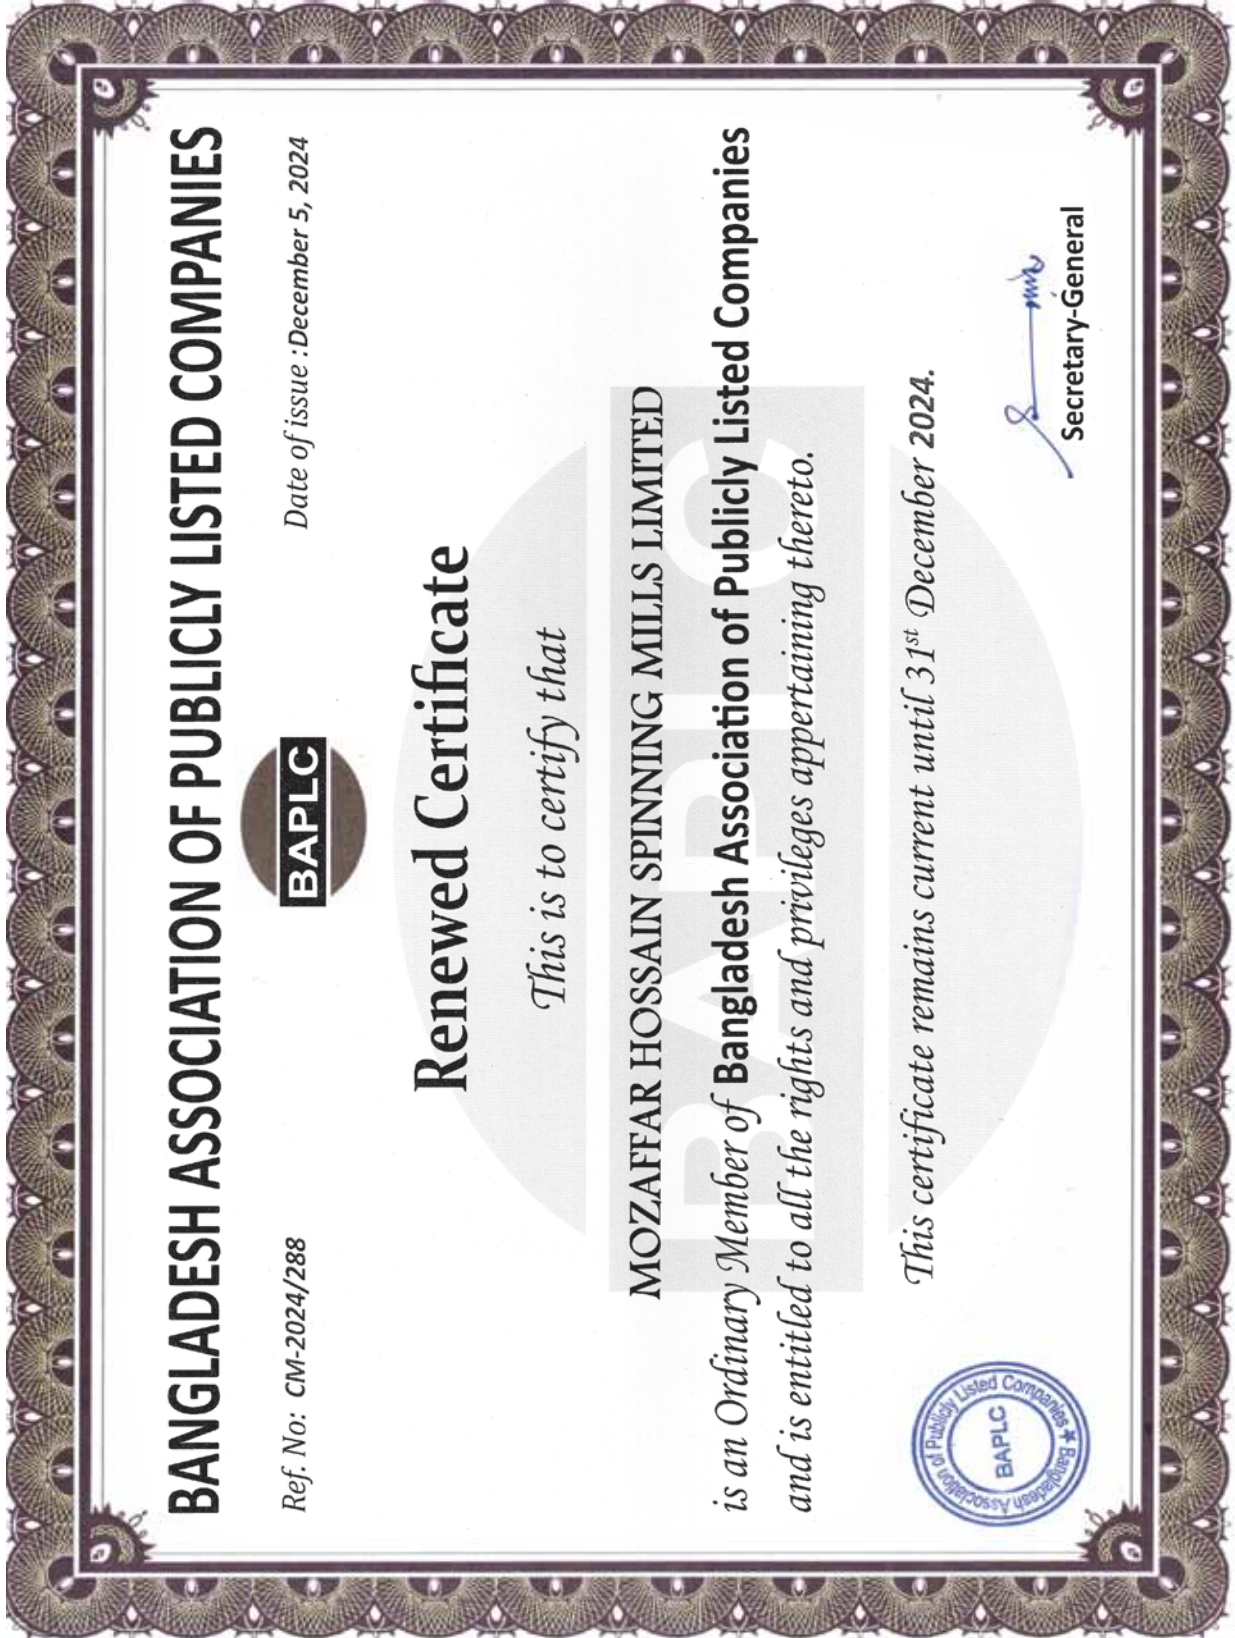 BANGLADESH ASSOCIATION OF PUBLICLY LISTED COMPANIES
Ref. No: CM-2024/288
Date of issue : December 5, 2024
BAPLC
Renewed Certificate
This is to certify that
MOZAFFAR HOSSAIN SPINNING MILLS LIMITED
is an Ordinary Member of Bangladesh Association of Publicly Listed Companies
and is entitled to all the rights and privileges appertaining thereto.
This certificate remains current until 31st December 2024.
Secretary-General
Bangladesh Association of Publicly Listed Companies ★
BAPLC
BAPLC